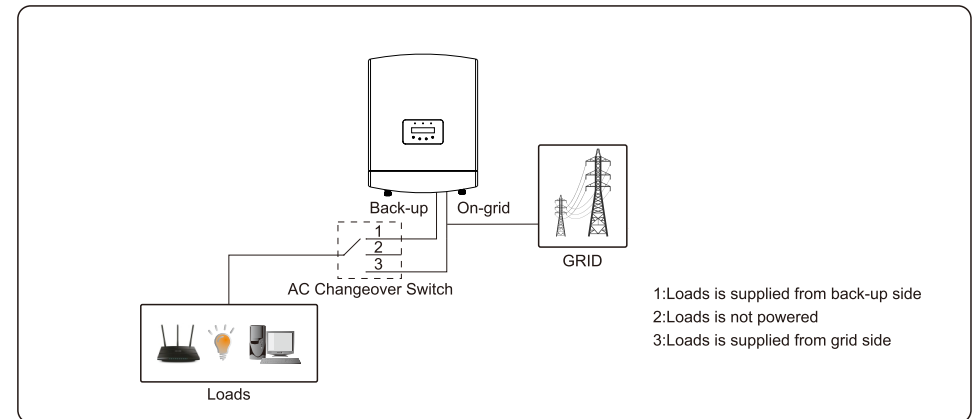 Back-up On-grid
1
2
3
AC Changeover Switch
GRID
Loads
1:Loads is supplied from back-up side
2:Loads is not powered
3:Loads is supplied from grid side